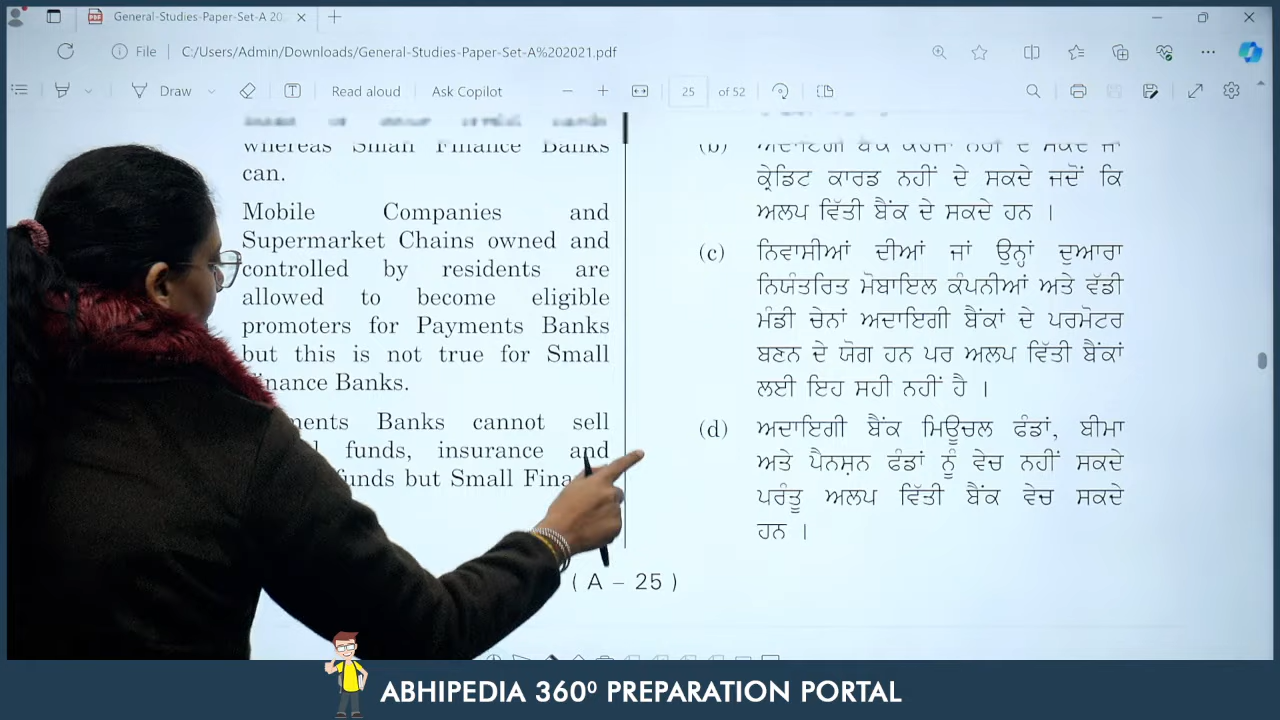 General-Studies-Paper-Set-A 20
File
C:/Users/Admin/Downloads/General-Studies-Paper-Set-A%202021.pdf
Draw
Read aloud
Ask Copilot
25
of 52
whereas Small Finance Banks
can.
Mobile Companies and
Supermarket Chains owned and
controlled by residents are
allowed to become eligible
promoters for Payments Banks
but this is not true for Small
inance Banks.
ments Banks cannot sell
funds, insurance and
funds but Small
(b) ਅਦਾਇਗੀ ਬੈਂਕ ਕਰਜਾ ਨਹੀਂ ਦੇ ਸਕਦੇ ਜਾਂ
ਕ੍ਰੇਡਿਟ ਕਾਰਡ ਨਹੀਂ ਦੇ ਸਕਦੇ ਜਦੋਂ ਕਿ
ਅਲਪ ਵਿੱਤੀ ਬੈਂਕ ਦੇ ਸਕਦੇ ਹਨ ।
(c) ਨਿਵਾਸੀਆਂ ਦੀਆਂ ਜਾਂ ਉਨ੍ਹਾਂ ਦੁਆਰਾ
ਨਿਯੰਤਰਿਤ ਮੋਬਾਇਲ ਕੰਪਨੀਆਂ ਅਤੇ ਵੱਡੀ
ਮੰਡੀ ਚੇਨਾਂ ਅਦਾਇਗੀ ਬੈਂਕਾਂ ਦੇ ਪਰਮੋਟਰ
ਬਣਨ ਦੇ ਯੋਗ ਹਨ ਪਰ ਅਲਪ ਵਿੱਤੀ ਬੈਂਕਾਂ
ਲਈ ਇਹ ਸਹੀ ਨਹੀਂ ਹੈ ।
(d) ਅਦਾਇਗੀ ਬੈਂਕ ਮਿਊਚਲ ਫੰਡਾਂ, ਬੀਮਾ
ਅਤੇ ਪੈਨਸ਼ਨ ਫੰਡਾਂ ਨੂੰ ਵੇਚ ਨਹੀਂ ਸਕਦੇ
ਪਰੰਤੂ ਅਲਪ ਵਿੱਤੀ ਬੈਂਕ ਵੇਚ ਸਕਦੇ
ਹਨ ।
( A – 25 )
ABHIPEDIA 360⁰ PREPARATION PORTAL